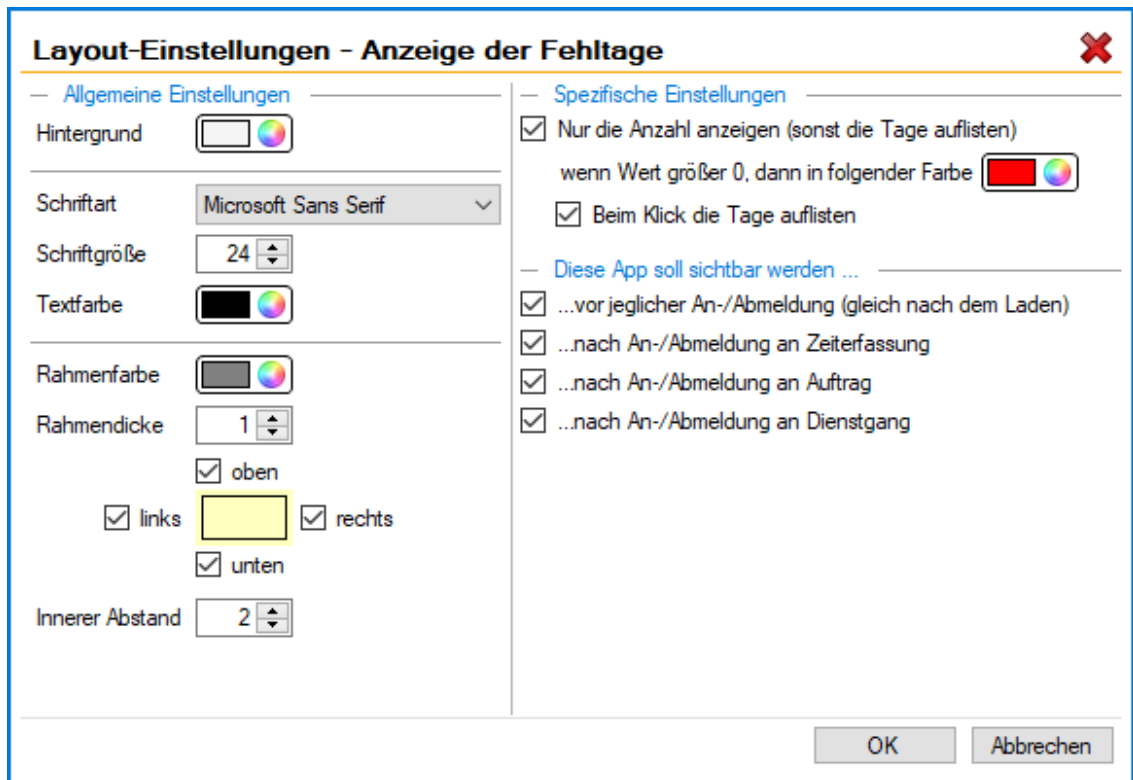 Layout-Einstellungen - Anzeige der Fehltage
Allgemeine Einstellungen
Hintergrund
Schriftart
Microsoft Sans Serif
Schriftgröße
24
Textfarbe
Rahmenfarbe
Rahmendicke
1
oben
links
rechts
unten
Innerer Abstand
2
Spezifische Einstellungen
Nur die Anzahl anzeigen (sonst die Tage auflisten)
wenn Wert größer 0, dann in folgender Farbe
Beim Klick die Tage auflisten
Diese App soll sichtbar werden ...
...vor jeglicher An-/Abmeldung (gleich nach dem Laden)
...nach An-/Abmeldung an Zeiterfassung
...nach An-/Abmeldung an Auftrag
...nach An-/Abmeldung an Dienstgang
OK
Abbrechen